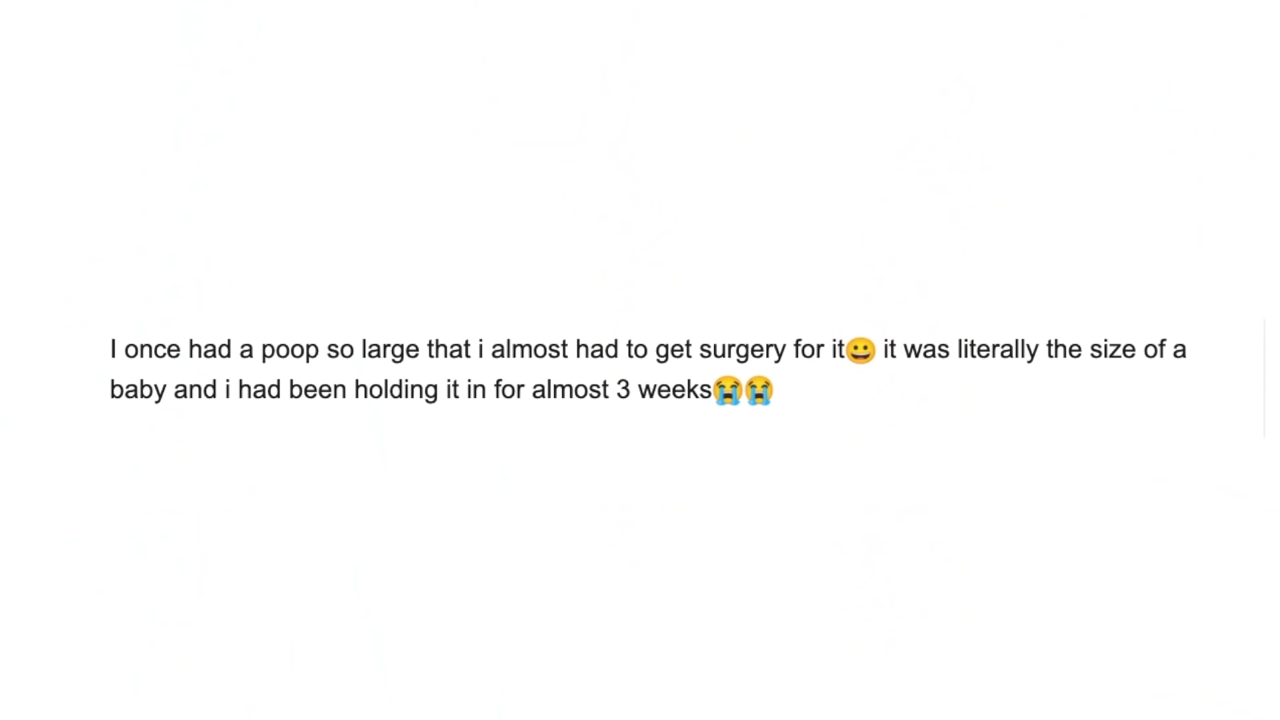 I once had a poop so large that i almost had to get surgery for it😀 it was literally the size of a
baby and i had been holding it in for almost 3 weeks😭😭